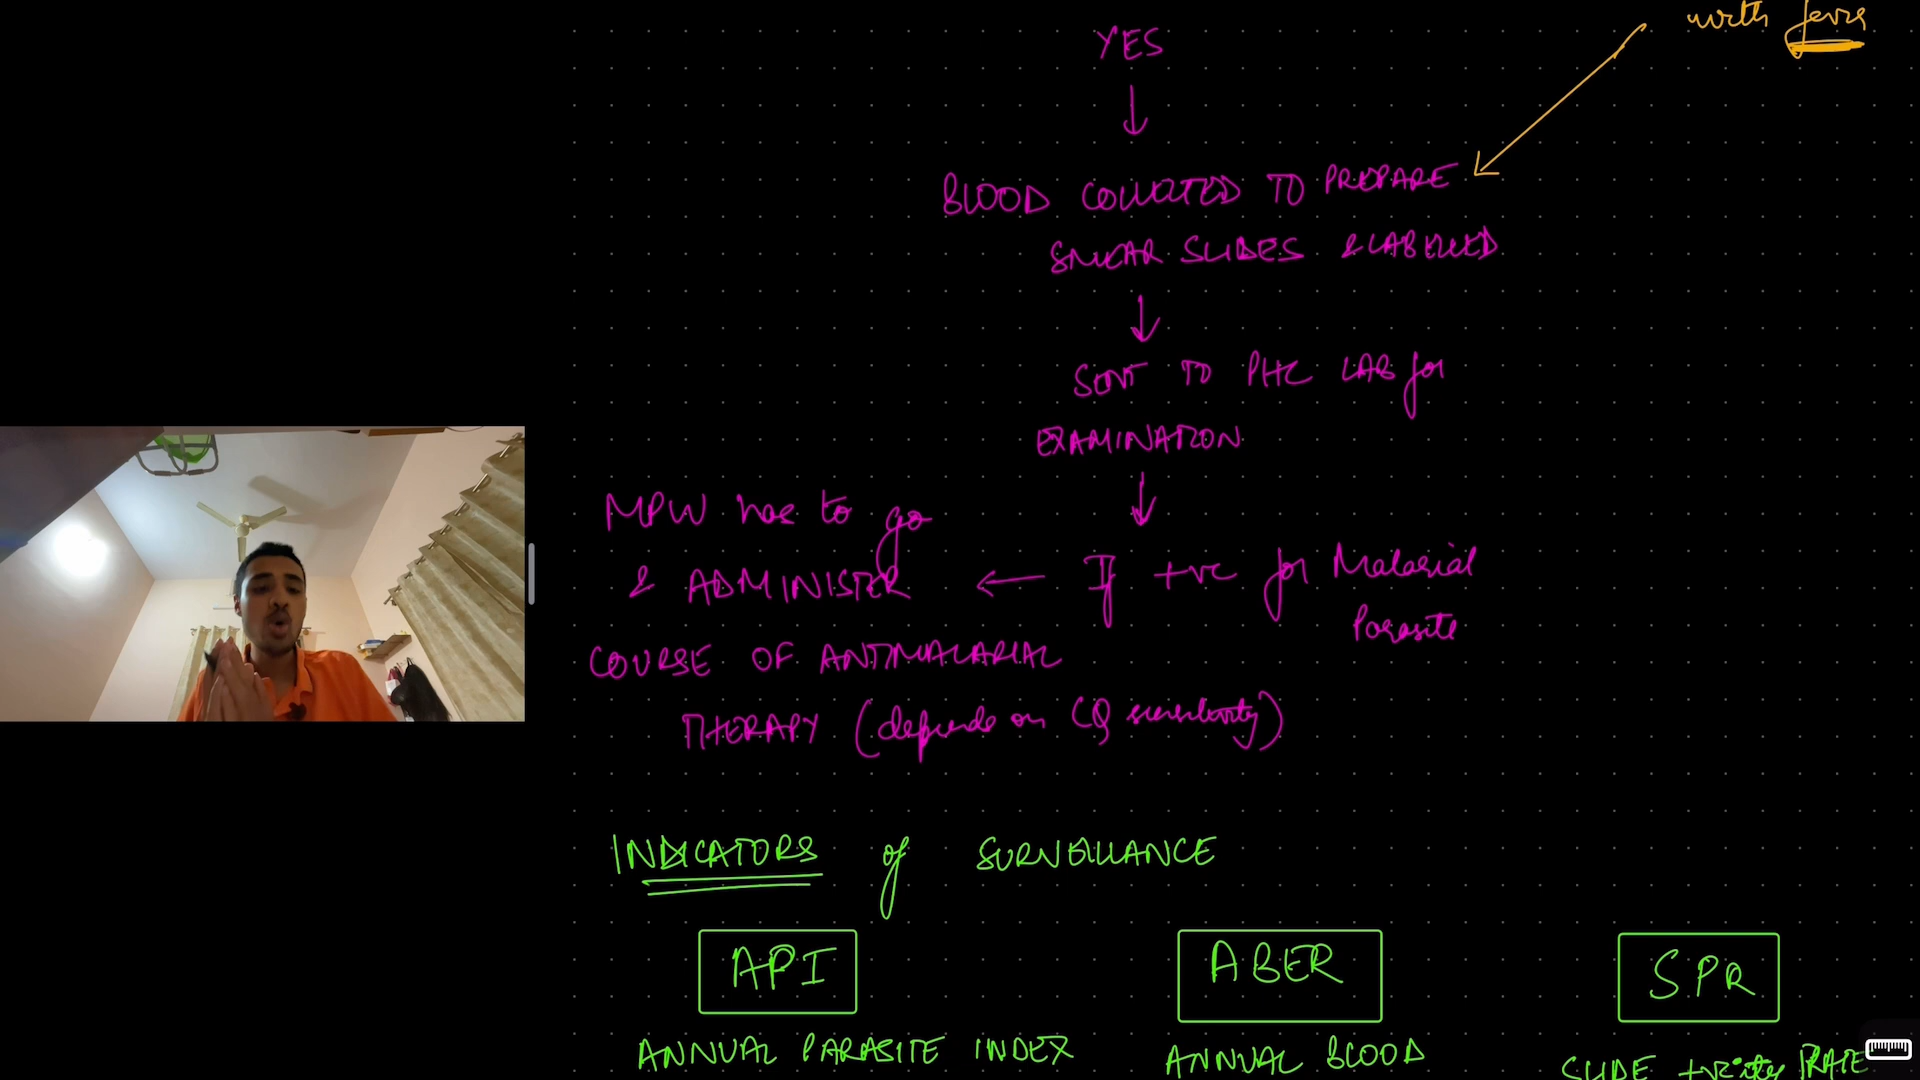 with fever
YES
BLOOD COLLECTED TO PREPARE
SMEAR SLIDES & LABELLED
SENT TO PHC LAB for
EXAMINATION
MPW has to go
& ADMINISTER ← If +ve for Malarial
Parasite
COURSE OF ANTIMALARIAL
THERAPY (depends on CQ sensitivity)
INDICATORS of SURVEILLANCE
API ABER SPR
ANNUAL PARASITE INDEX ANNUAL BLOOD SLIDE +vity RATE